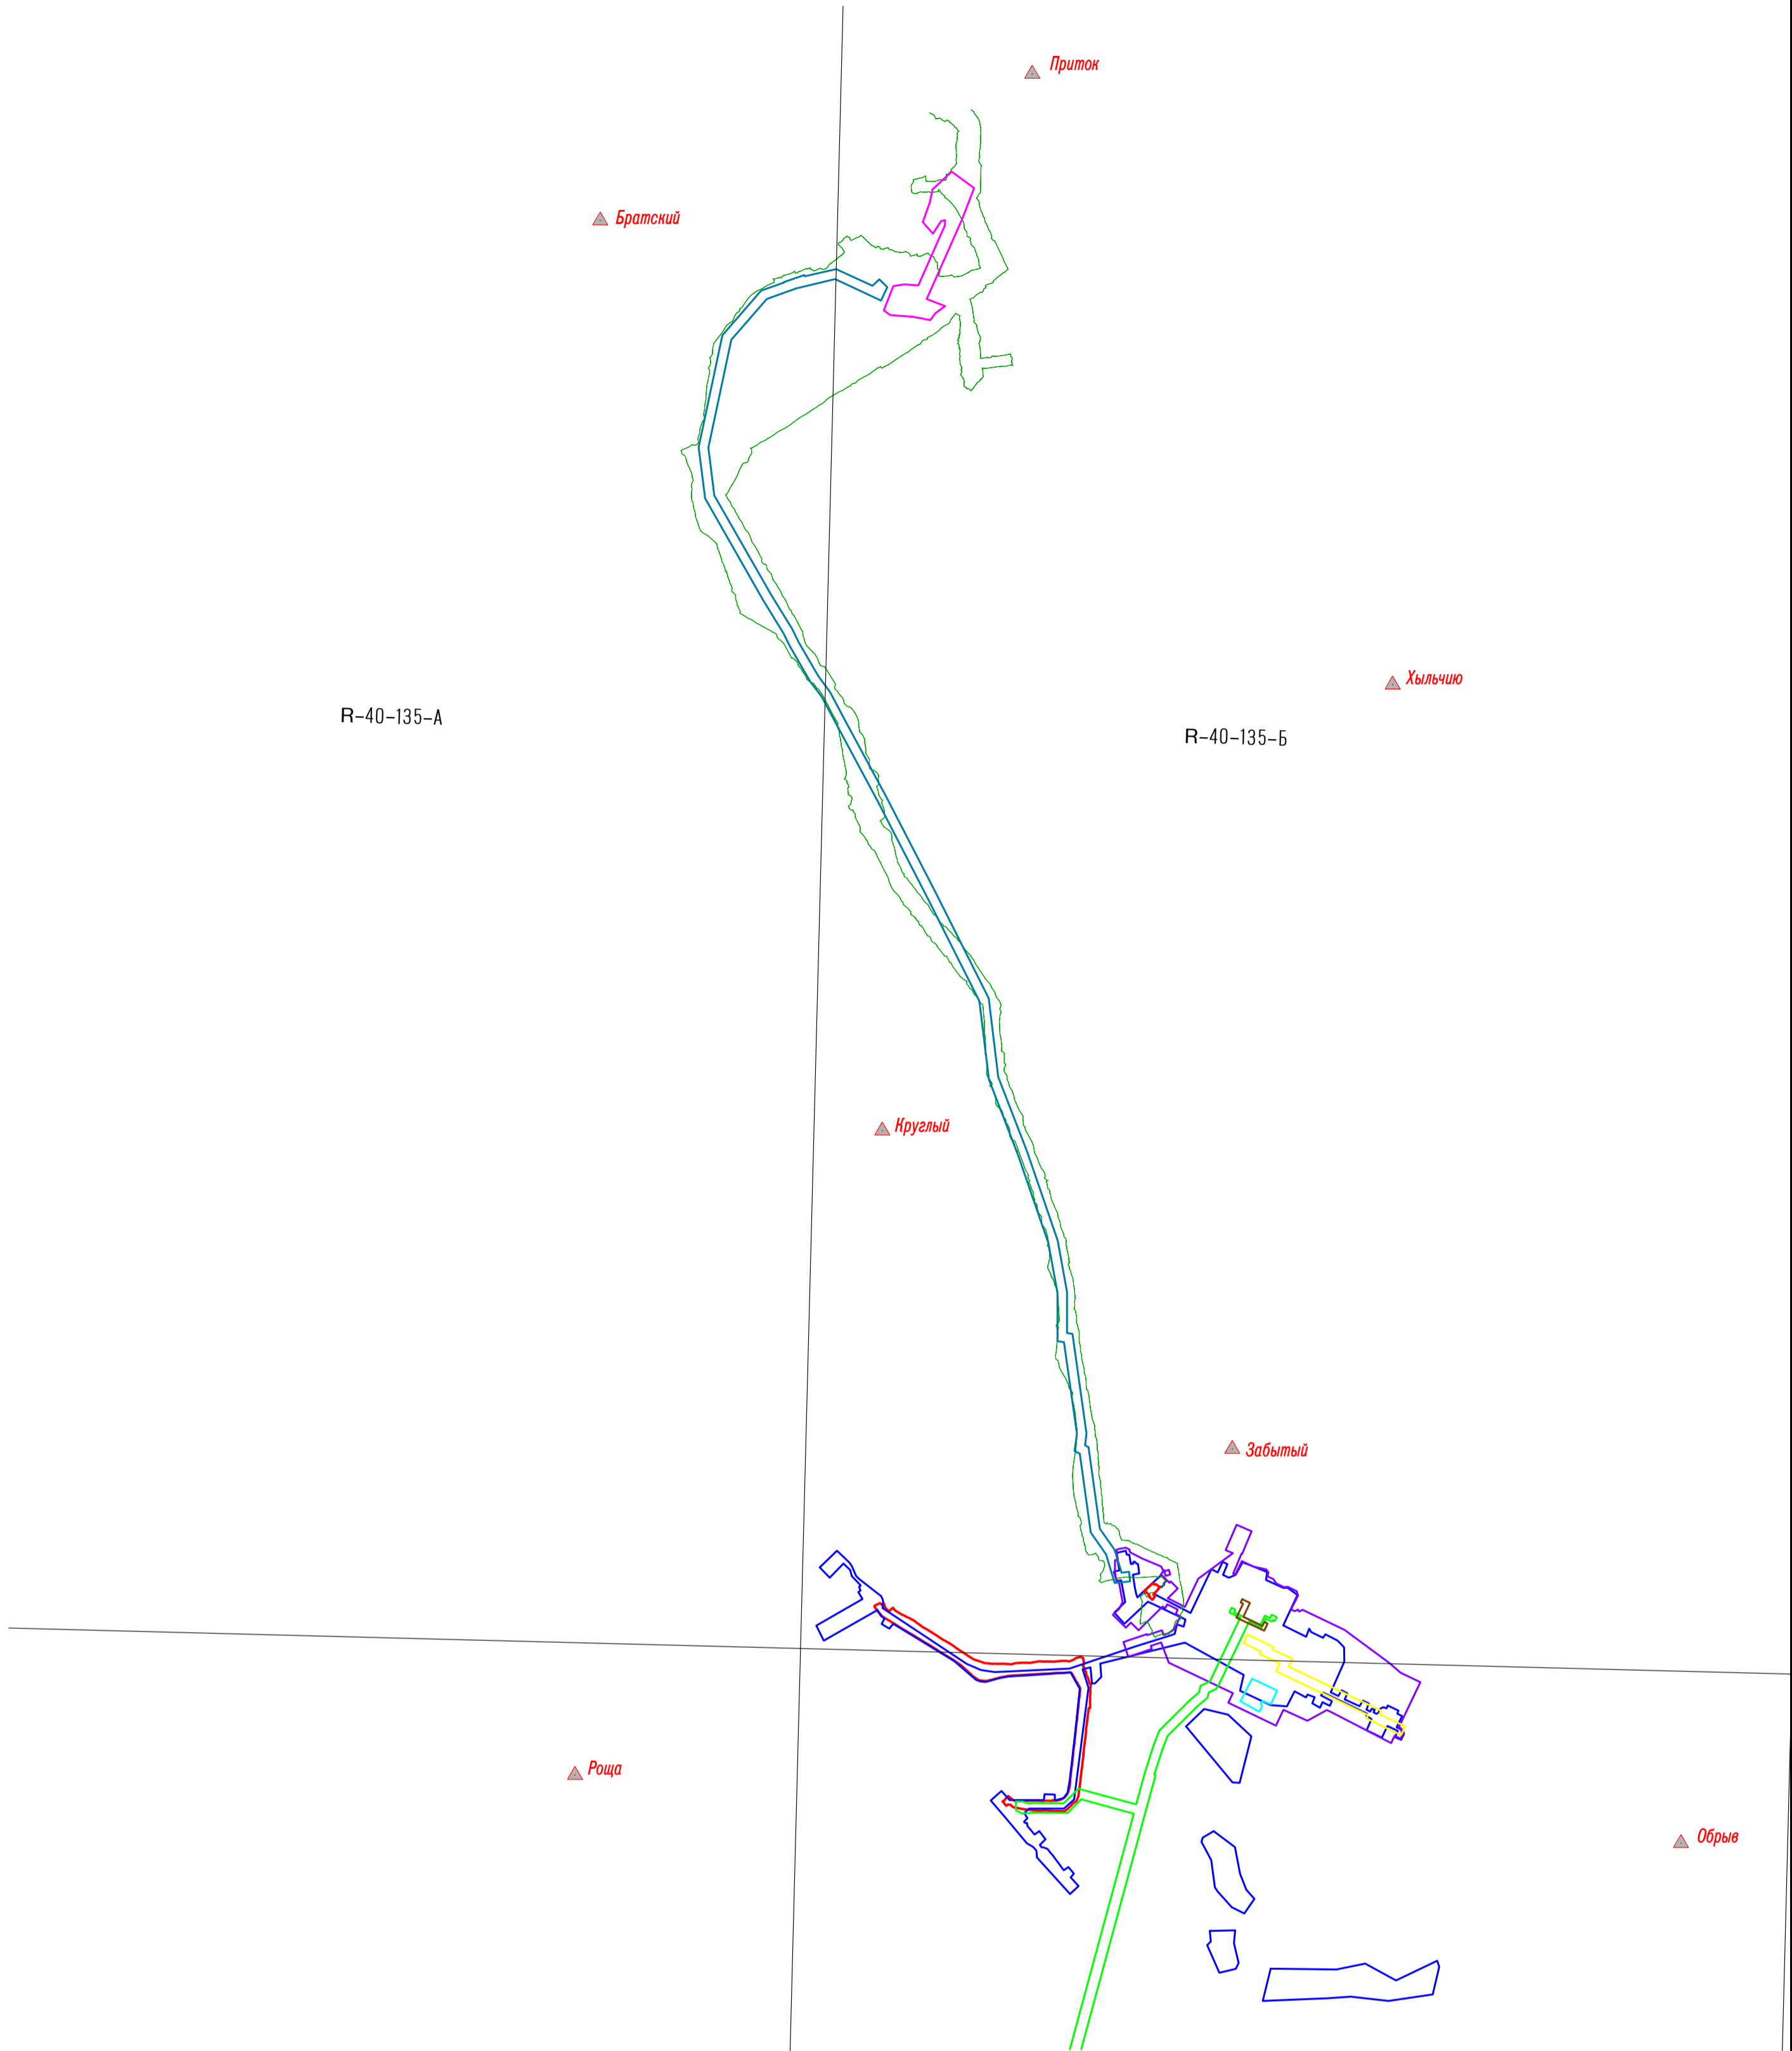 Приток
Братский
Хыльчию
R-40-135-А
R-40-135-Б
Круглый
Забытый
Роща
Обрыв